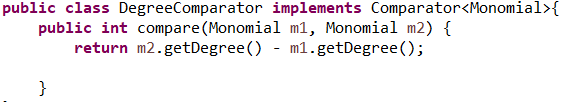 public class DegreeComparator implements Comparator<Monomial>{
    public int compare(Monomial m1, Monomial m2) {
        return m2.getDegree() - m1.getDegree();
    }